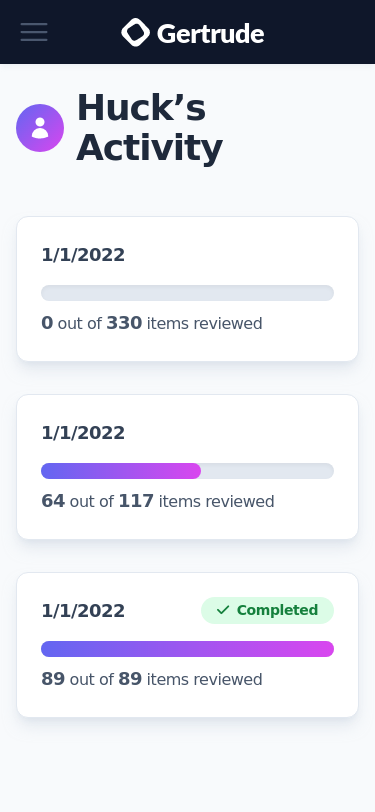 Gertrude
Huck’s
Activity
1/1/2022
0 out of 330 items reviewed
1/1/2022
64 out of 117 items reviewed
1/1/2022
Completed
89 out of 89 items reviewed